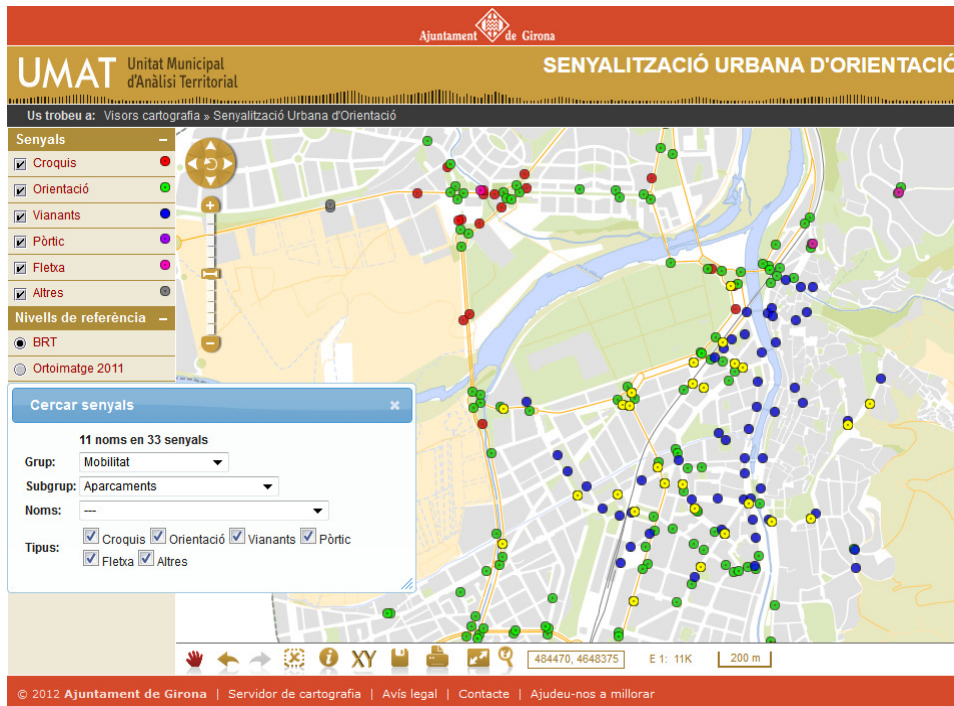 Ajuntament de Girona
UMAT Unitat Municipal
d'Anàlisi Territorial
SENYALITZACIÓ URBANA D'ORIENTACIÓ
Us trobeu a: Visors cartografia » Senyalització Urbana d'Orientació
Senyals –
Croquis
Orientació
Vianants
Pòrtic
Fletxa
Altres
Nivells de referència –
BRT
Ortoimatge 2011
Cercar senyals ×
11 noms en 33 senyals
Grup: Mobilitat
Subgrup: Aparcaments
Noms: ---
Tipus: Croquis Orientació Vianants Pòrtic
Fletxa Altres
XY
484470, 4648375
E 1: 11K
200 m
© 2012 Ajuntament de Girona | Servidor de cartografia | Avís legal | Contacte | Ajudeu-nos a millorar